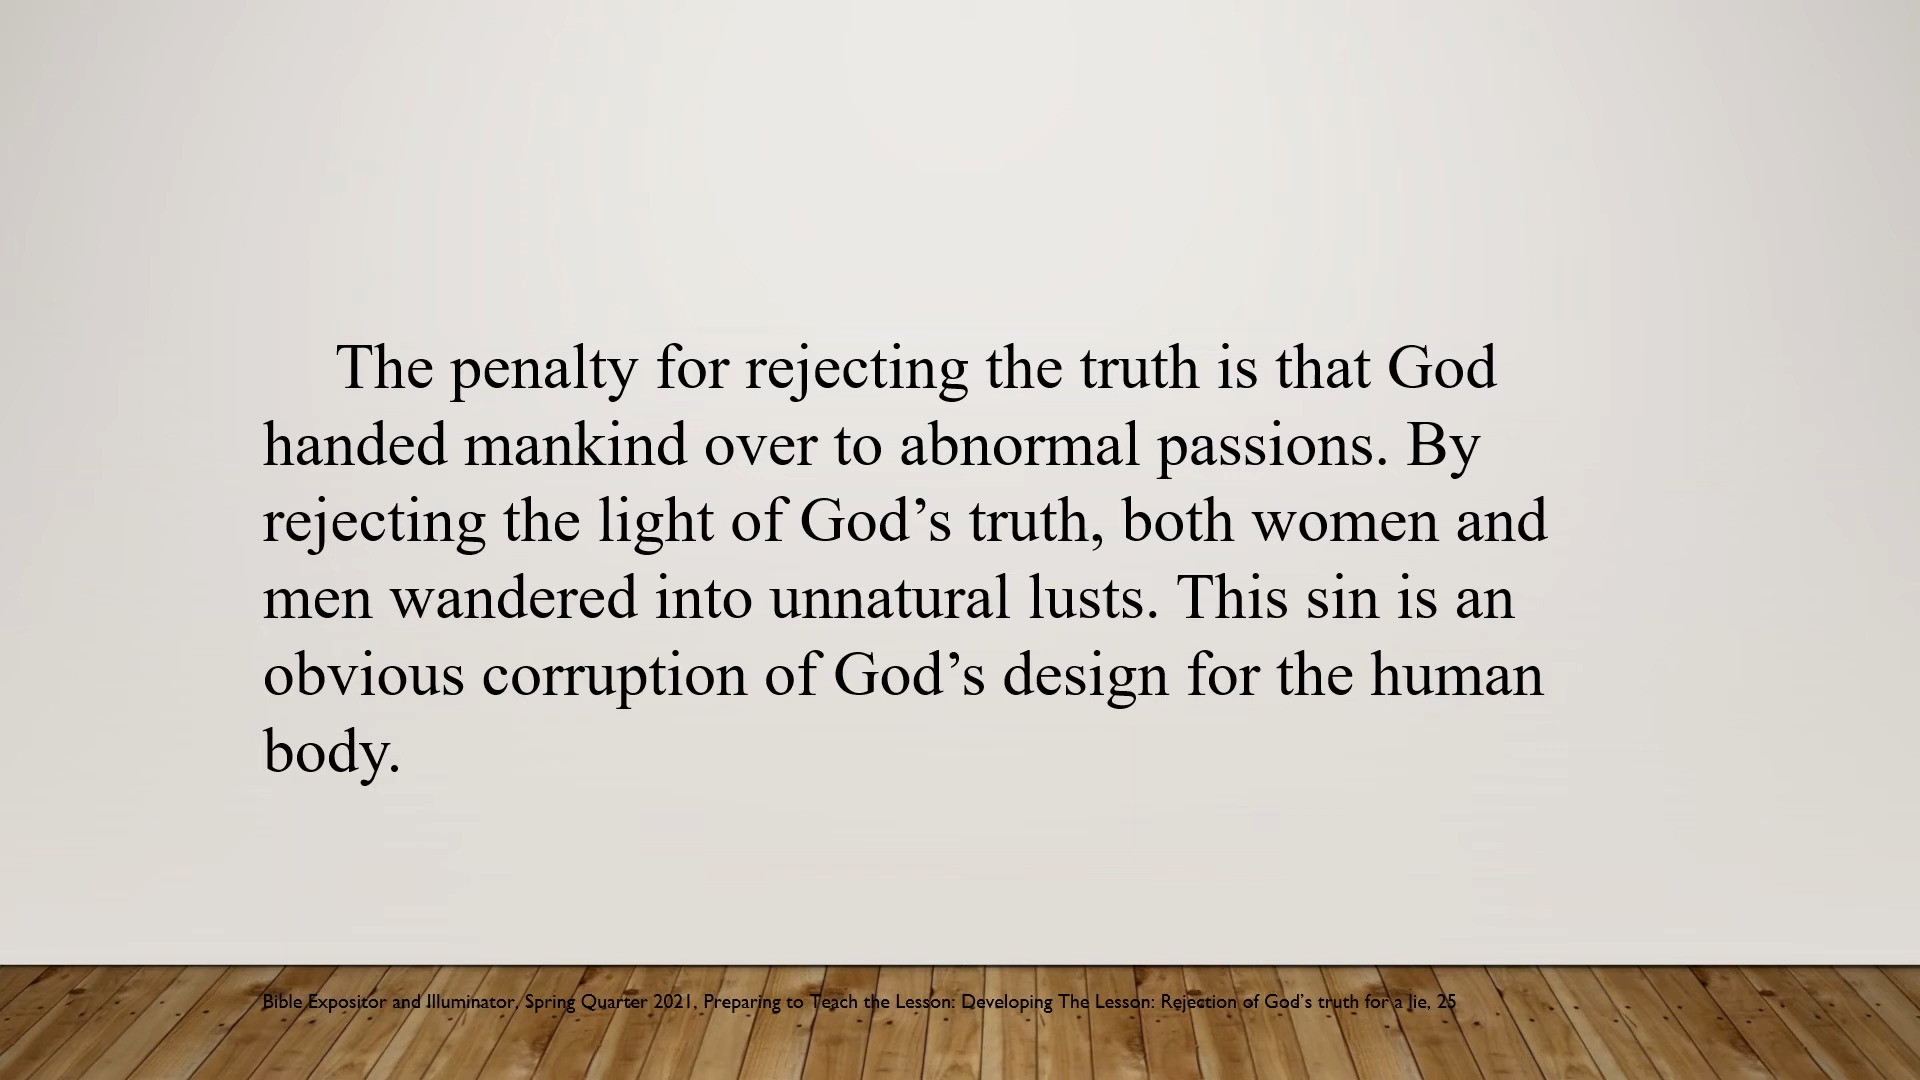 The penalty for rejecting the truth is that God
handed mankind over to abnormal passions. By
rejecting the light of God’s truth, both women and
men wandered into unnatural lusts. This sin is an
obvious corruption of God’s design for the human
body.
Bible Expositor and Illuminator, Spring Quarter 2021, Preparing to Teach the Lesson: Developing The Lesson: Rejection of God’s truth for a lie, 25